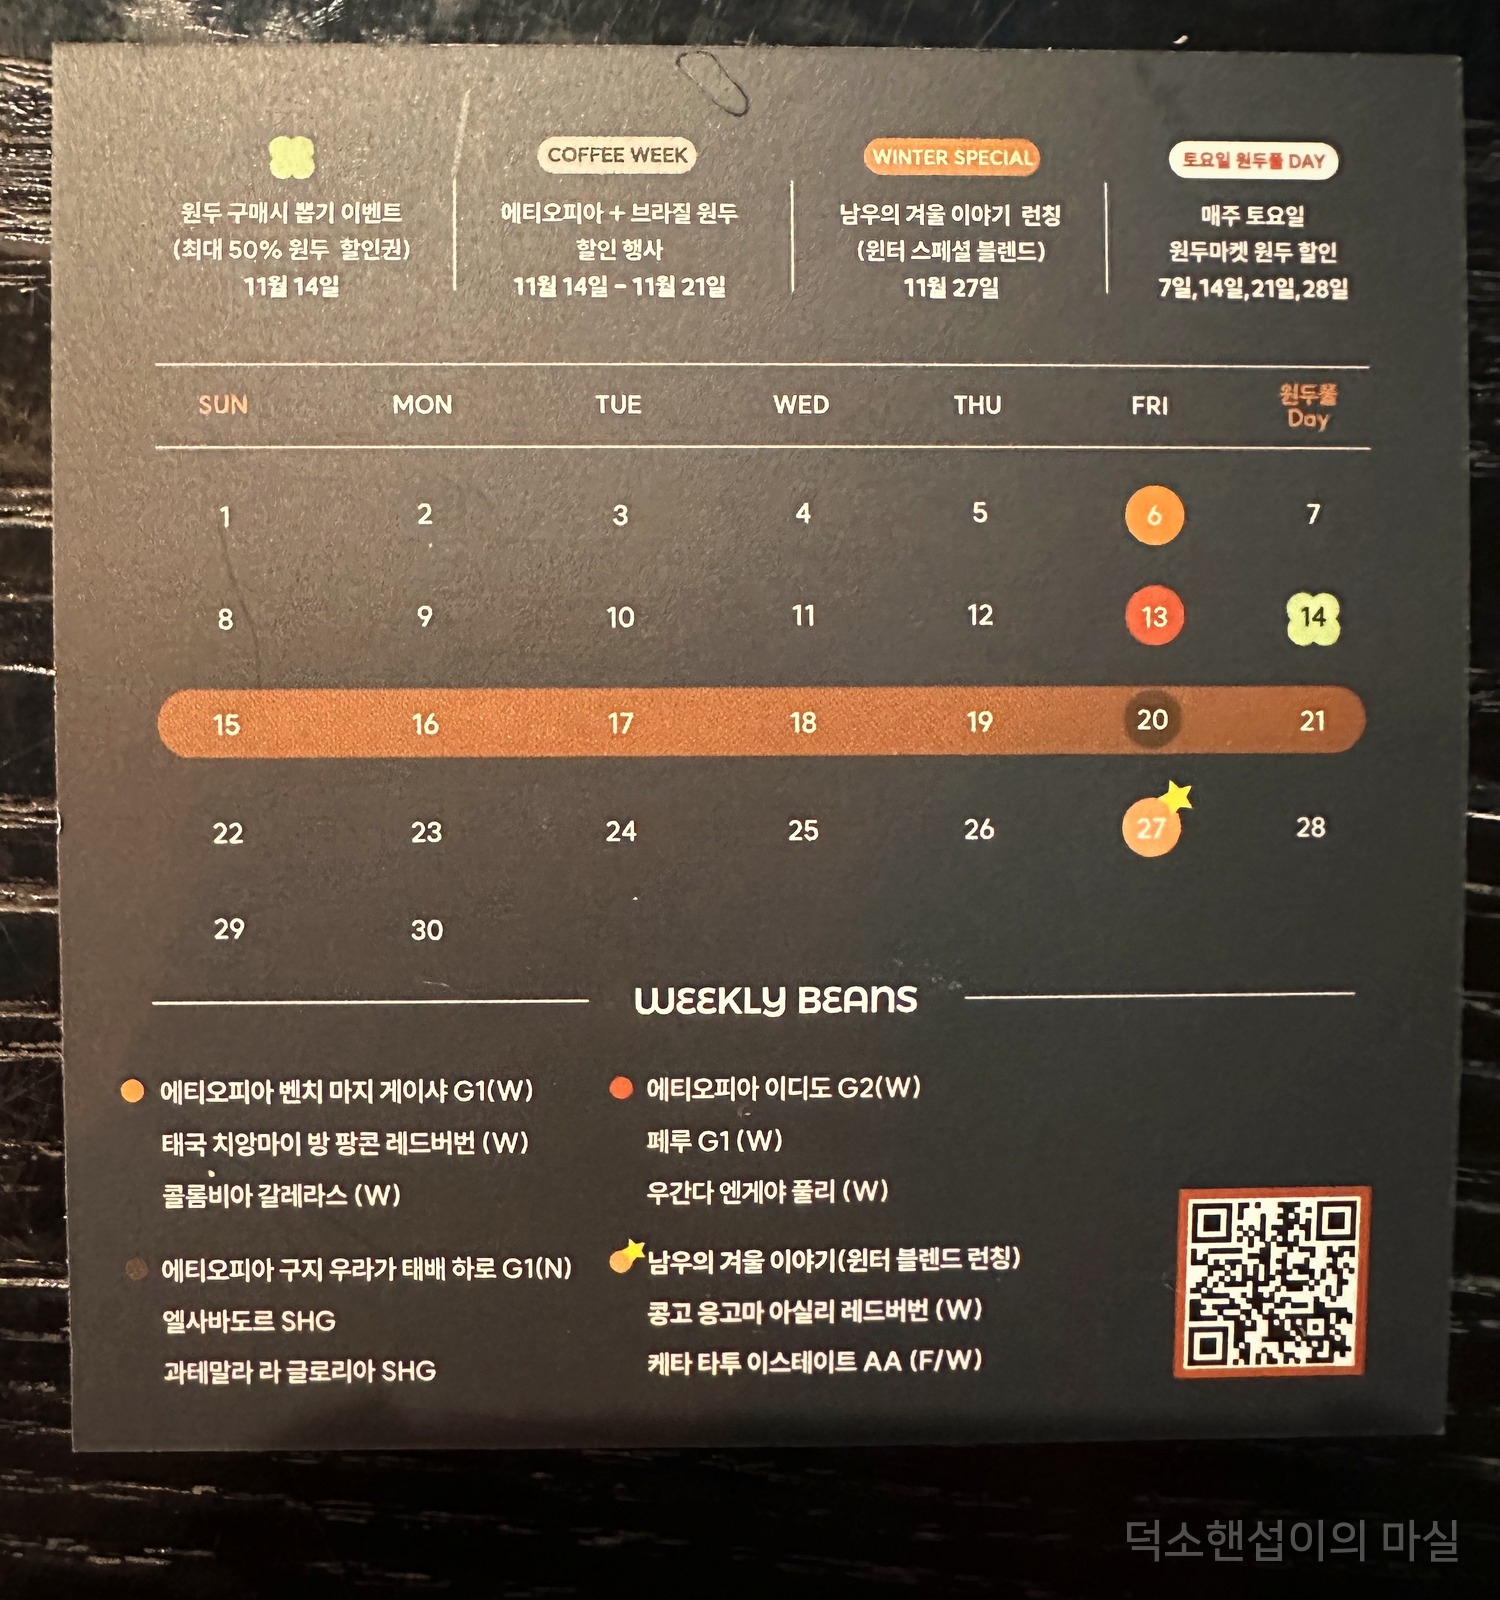 원두 구매시 뽑기 이벤트
(최대 50% 원두 할인권)
11월 14일
COFFEE WEEK
에티오피아 + 브라질 원두
할인 행사
11월 14일 - 11월 21일
WINTER SPECIAL
남우의 겨울 이야기 런칭
(윈터 스페셜 블렌드)
11월 27일
토요일 원두풀 DAY
매주 토요일
원두마켓 원두 할인
7일,14일,21일,28일
SUN MON TUE WED THU FRI 원두풀 Day
1 2 3 4 5 6 7
8 9 10 11 12 13 14
15 16 17 18 19 20 21
22 23 24 25 26 27 28
29 30
WEEKLY BEANS
에티오피아 벤치 마지 게이샤 G1(W)
태국 치앙마이 방 팡콘 레드버번 (W)
콜롬비아 갈레라스 (W)
에티오피아 이디도 G2(W)
페루 G1 (W)
우간다 엔게야 풀리 (W)
에티오피아 구지 우라가 태배 하로 G1(N)
엘사바도르 SHG
과테말라 라 글로리아 SHG
남우의 겨울 이야기(윈터 블렌드 런칭)
콩고 응고마 아실리 레드버번 (W)
케타 타투 이스테이트 AA (F/W)
덕소핸섭이의 마실